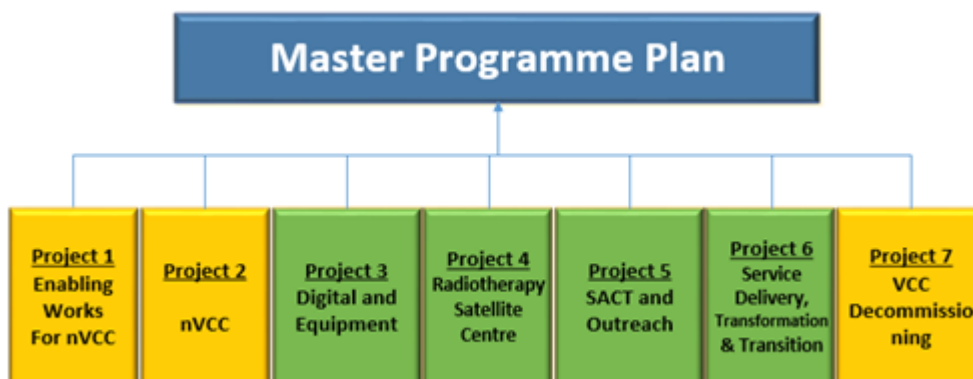 Master Programme Plan
Project 1
Enabling
Works
For nVCC
Project 2
nVCC
Project 3
Digital and
Equipment
Project 4
Radiotherapy
Satellite
Centre
Project 5
SACT and
Outreach
Project 6
Service
Delivery,
Transformation
& Transition
Project 7
VCC
Decommissio
ning